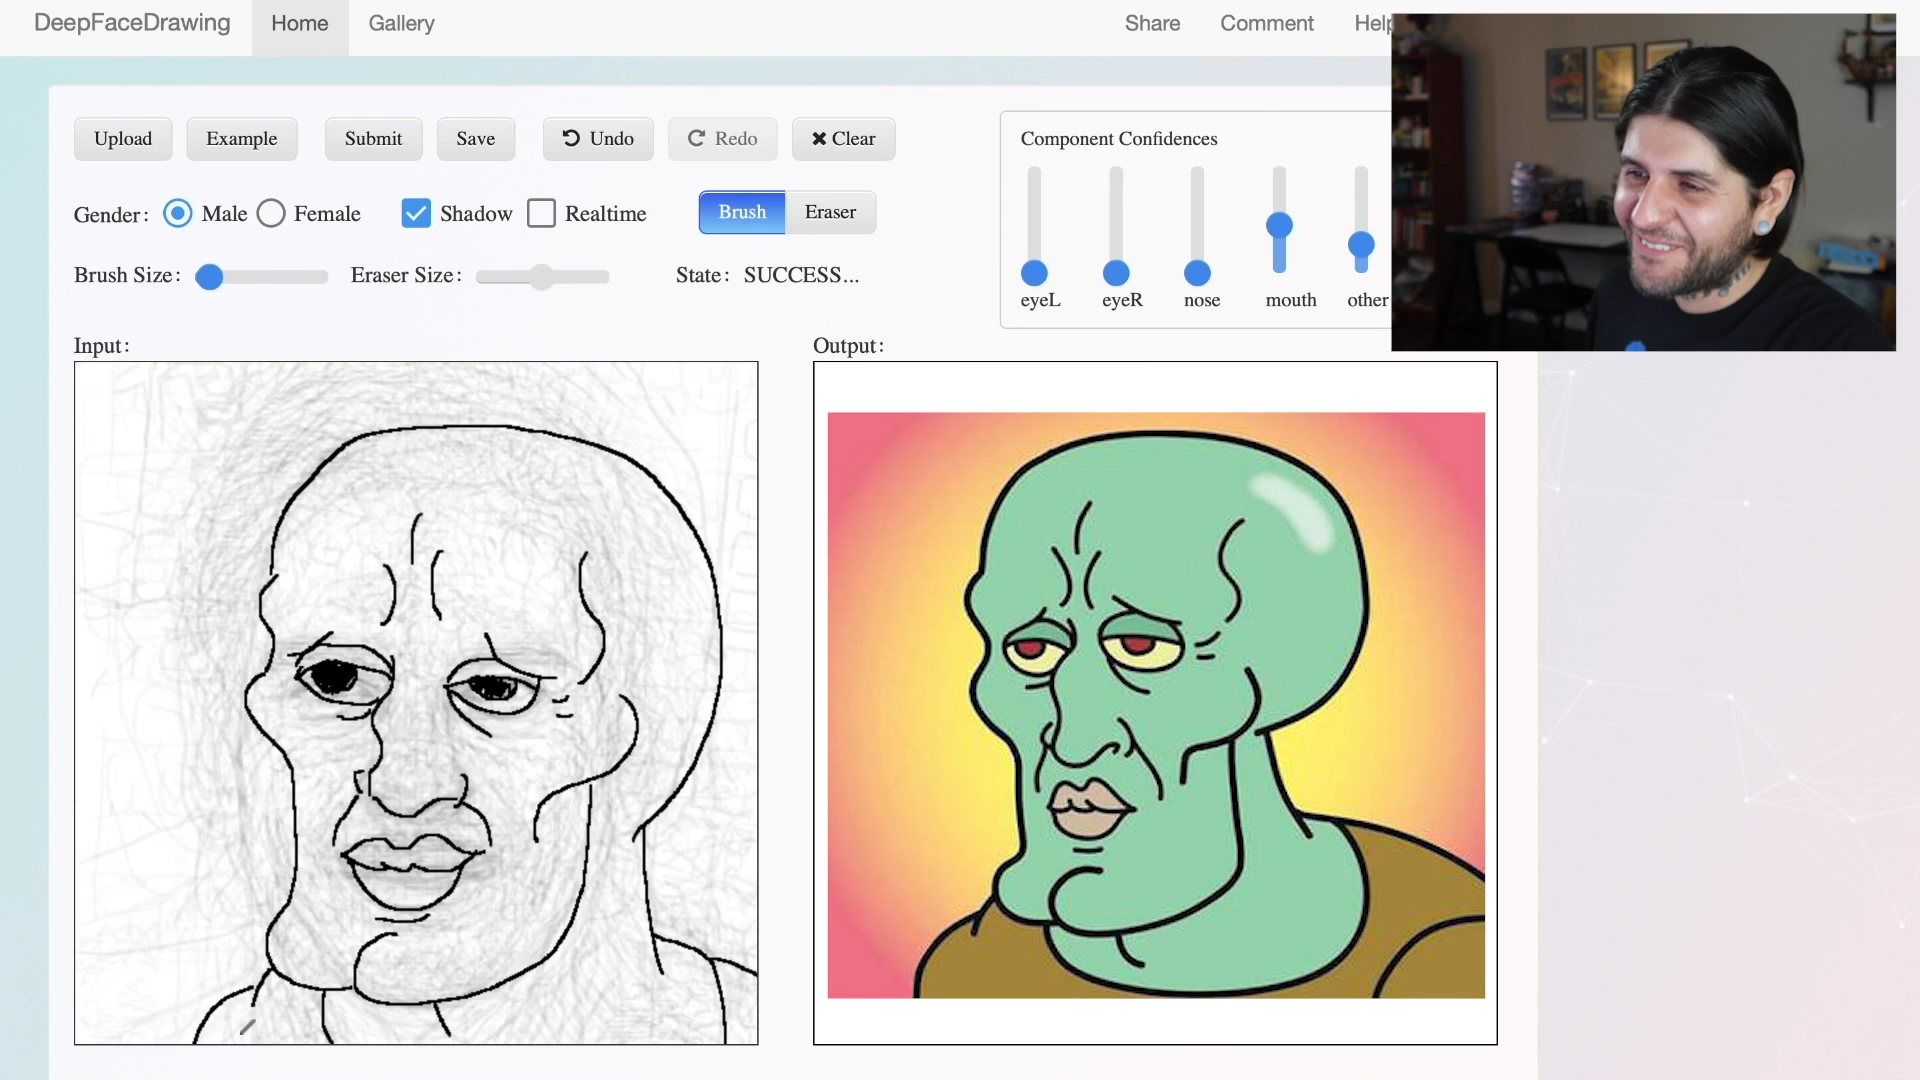 DeepFaceDrawing Home Gallery Share Comment Help
Upload Example Submit Save Undo Redo Clear
Component Confidences
Gender: Male Female Shadow Realtime Brush Eraser
Brush Size: Eraser Size: State: SUCCESS...
eyeL eyeR nose mouth other
Input: Output: